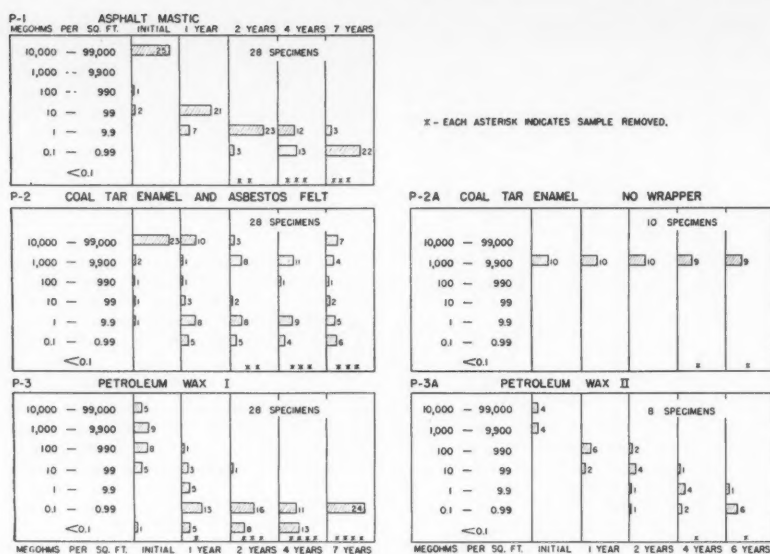 P-1 ASPHALT MASTIC
MEGOHMS PER SQ. FT. INITIAL 1 YEAR 2 YEARS 4 YEARS 7 YEARS
10,000 — 99,000 25 28 SPECIMENS
1,000 -- 9,900
100 -- 990 1
10 — 99 2 21
1 — 9.9 7 23 12 3
0.1 — 0.99 3 13 22
<0.1 ** *** ***
* - EACH ASTERISK INDICATES SAMPLE REMOVED.
P-2 COAL TAR ENAMEL AND ASBESTOS FELT
28 SPECIMENS
10,000 — 99,000 23 10 3 7
1,000 — 9,900 2 1 8 11 4
100 — 990 1 1 1 1
10 — 99 1 3 2 2
1 — 9.9 1 8 8 9 5
0.1 — 0.99 5 5 4 6
<0.1 ** *** ***
P-2A COAL TAR ENAMEL NO WRAPPER
10 SPECIMENS
10,000 — 99,000
1,000 — 9,900 10 10 10 9 9
100 — 990
10 — 99
1 — 9.9
0.1 — 0.99
<0.1 * *
P-3 PETROLEUM WAX I
10,000 — 99,000 5 28 SPECIMENS
1,000 — 9,900 9
100 — 990 8 1
10 — 99 5 3 1
1 — 9.9 5
0.1 — 0.99 13 16 11 24
<0.1 1 5 8 13
* *** **** ****
MEGOHMS PER SQ. FT. INITIAL 1 YEAR 2 YEARS 4 YEARS 7 YEARS
P-3A PETROLEUM WAX II
10,000 — 99,000 4 8 SPECIMENS
1,000 — 9,900 4
100 — 990 6 2
10 — 99 2 4 1
1 — 9.9 1 4 1
0.1 — 0.99 1 2 6
<0.1 * *
MEGOHMS PER SQ. FT. INITIAL 1 YEAR 2 YEARS 4 YEARS 6 YEARS